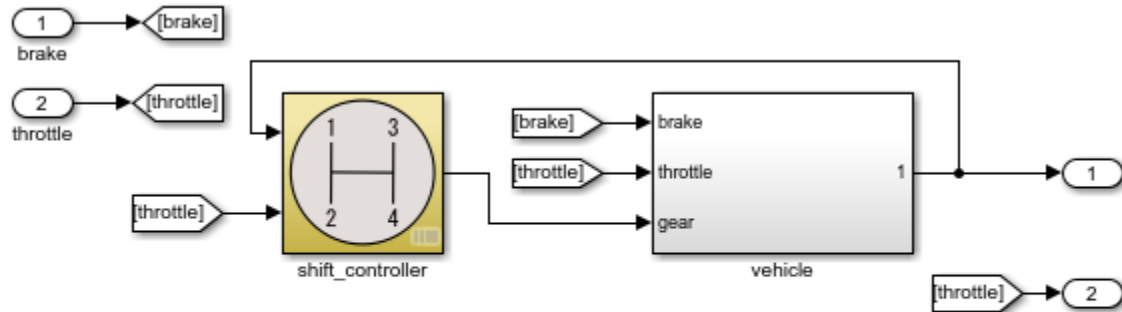 1
[brake]
brake
2
[throttle]
throttle
1 3
2 4
[throttle]
shift_controller
[brake]
[throttle]
brake
throttle
gear
1
vehicle
1
[throttle]
2